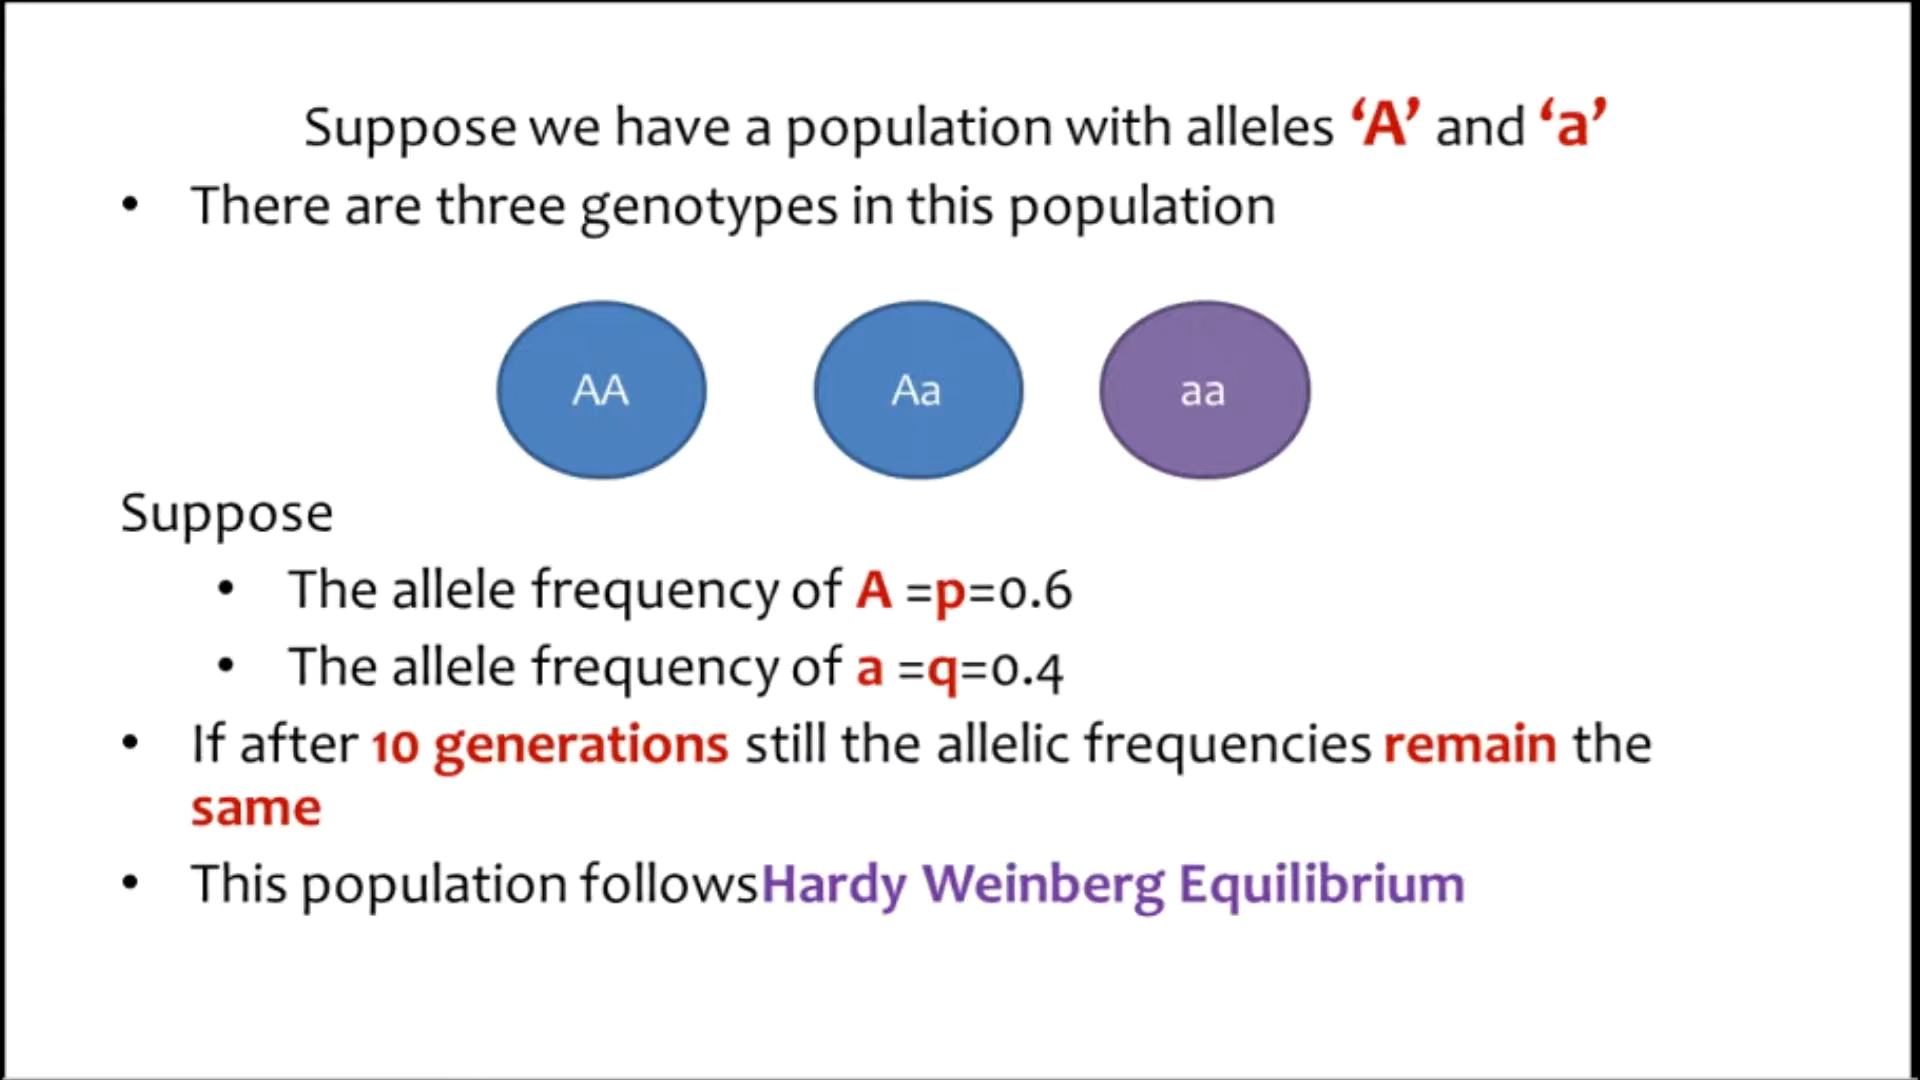 Suppose we have a population with alleles ‘A’ and ‘a’
• There are three genotypes in this population
AA Aa aa
Suppose
• The allele frequency of A =p=0.6
• The allele frequency of a =q=0.4
• If after 10 generations still the allelic frequencies remain the
same
• This population followsHardy Weinberg Equilibrium